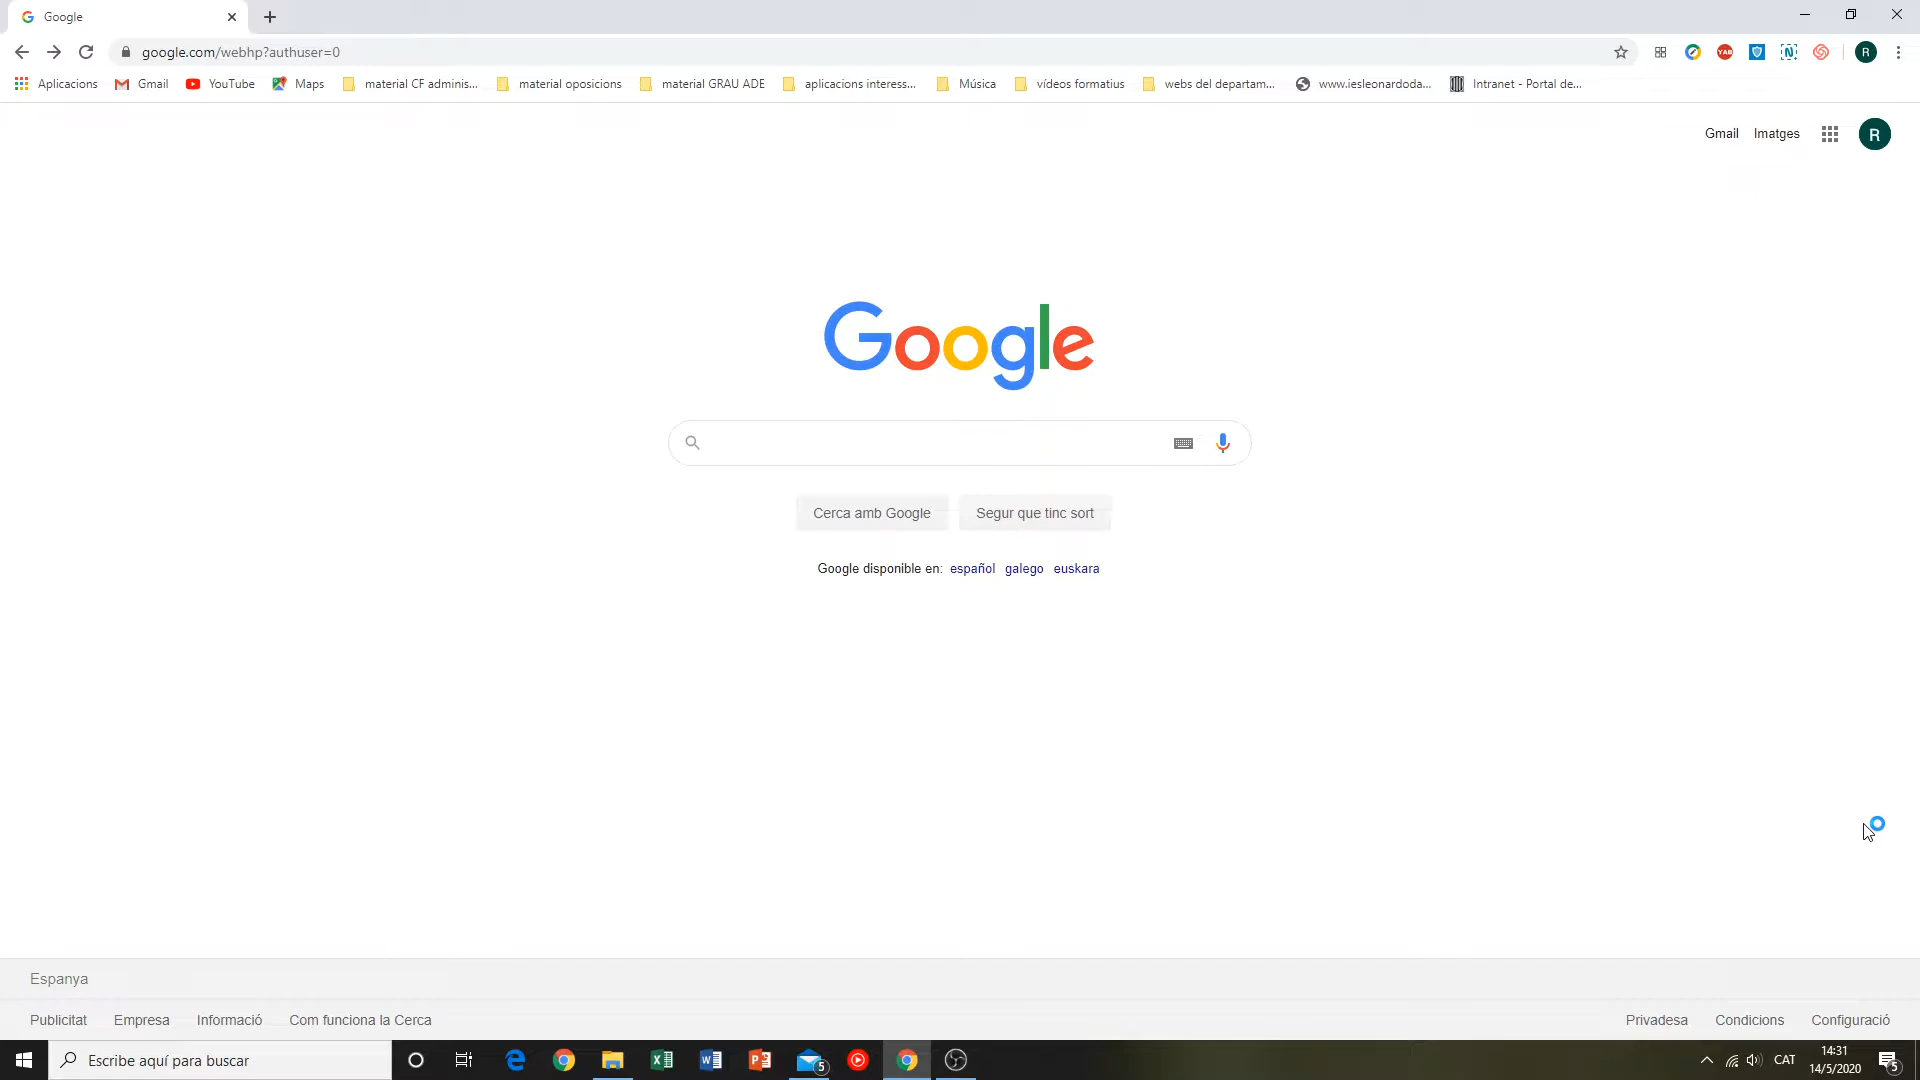 Google
google.com/webhp?authuser=0
R
Aplicacions Gmail YouTube Maps material CF adminis... material oposicions material GRAU ADE aplicacions interess... Música vídeos formatius webs del departam... www.iesleonardoda... Intranet - Portal de...
Gmail Imatges R
Google
Cerca amb Google Segur que tinc sort
Google disponible en: español galego euskara
Espanya
Publicitat Empresa Informació Com funciona la Cerca Privadesa Condicions Configuració
Escribe aquí para buscar 5 CAT 14:31
14/5/2020 5